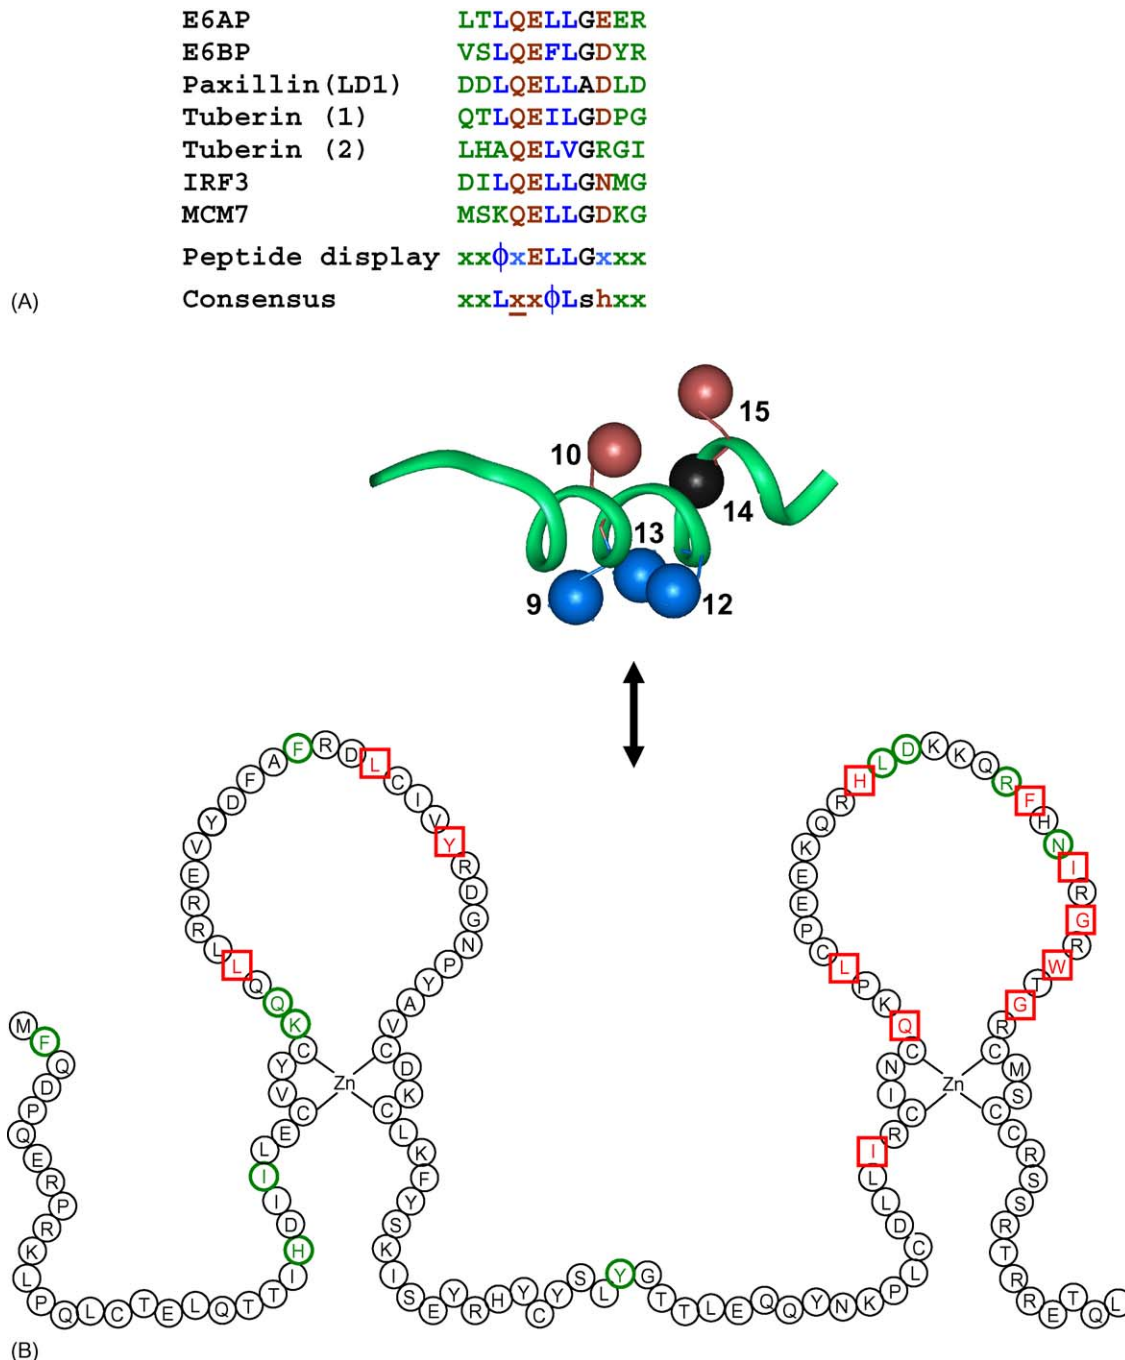 E6AP LTLQELLGEER
E6BP VSLQEFLGDYR
Paxillin(LD1) DDLQELLADLD
Tuberin (1) QTLQEILGDPG
Tuberin (2) LHAQELVGRGI
IRF3 DILQELLGNMG
MCM7 MSKQELLGDKG
Peptide display xxϕxELLGxxx
Consensus xxLxxϕLshxx
(A)
15
10
14
13
9
12
MFQDPQERPRKLPQLCTELQTTIHDIILECVYCKQQLLRREVYDFAFRDLCIVYRDGNPYAVCDKCLKFYSKISEYRHYCYSLYGTTLEQQYNKPLCDLLIRCINCQKPLCPEEKQRHLDKKQRFHNIRGRWTGRCMSCCRSSRTRRETQL
Zn
Zn
(B)